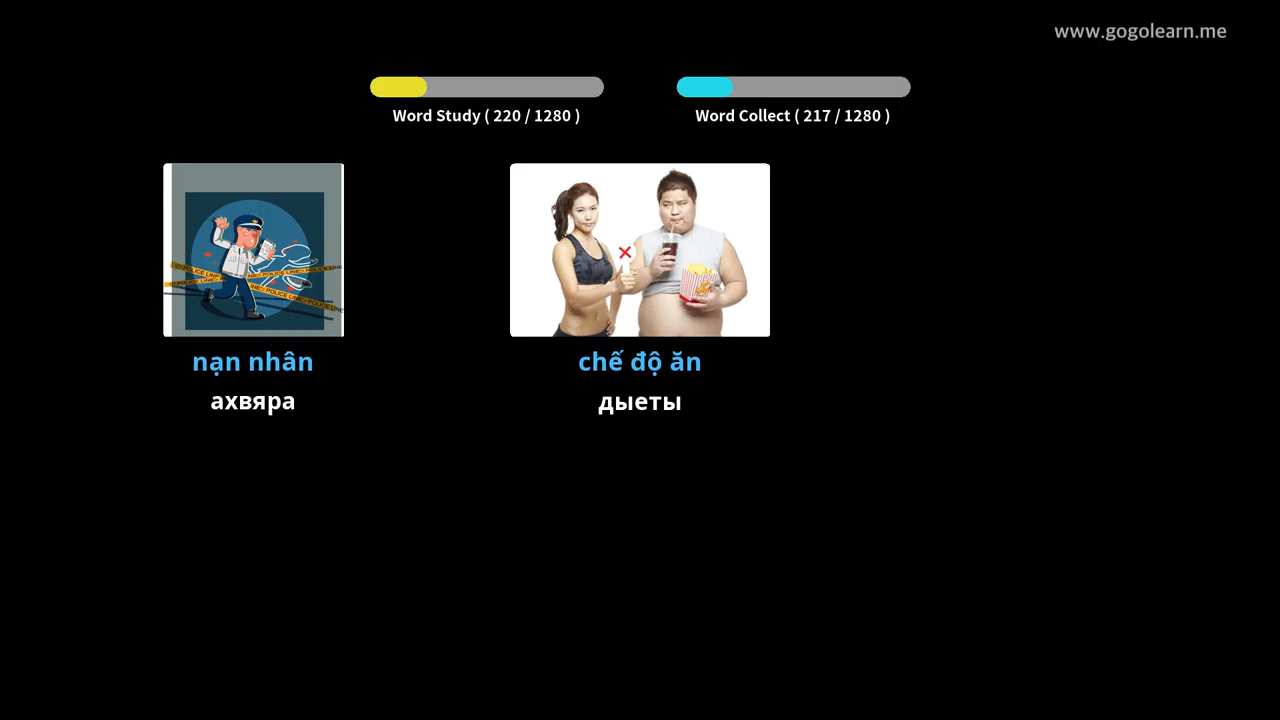 www.gogolearn.me
Word Study ( 220 / 1280 )
Word Collect ( 217 / 1280 )
nạn nhân
ахвяра
chế độ ăn
дыеты